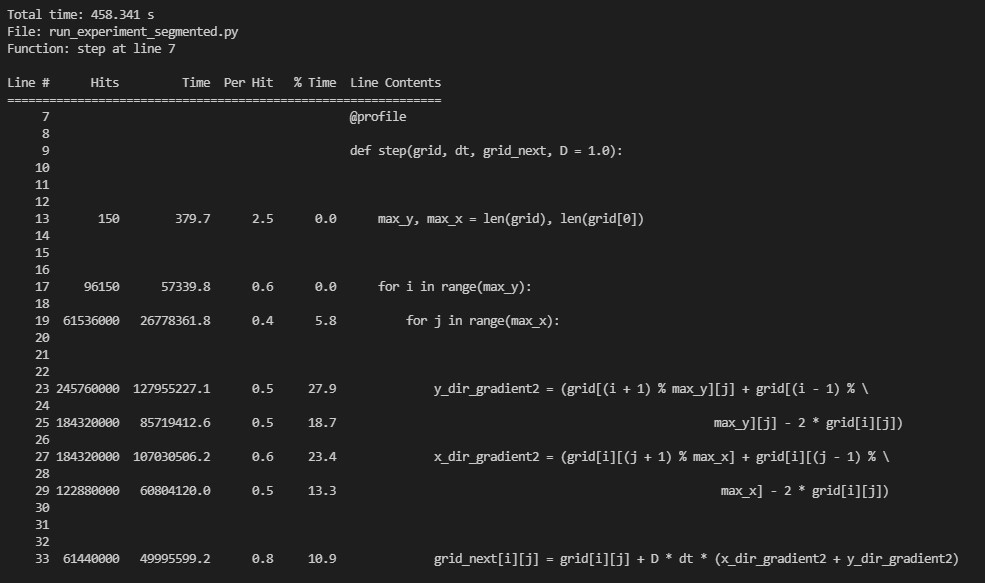 Total time: 458.341 s
File: run_experiment_segmented.py
Function: step at line 7
Line #      Hits         Time  Per Hit   % Time  Line Contents
==============================================================
     7                                           @profile
     8
     9                                           def step(grid, dt, grid_next, D = 1.0):
    10
    11
    12
    13       150        379.7      2.5      0.0      max_y, max_x = len(grid), len(grid[0])
    14
    15
    16
    17     96150      57339.8      0.6      0.0      for i in range(max_y):
    18
    19  61536000   26778361.8      0.4      5.8          for j in range(max_x):
    20
    21
    22
    23 245760000  127955227.1      0.5     27.9              y_dir_gradient2 = (grid[(i + 1) % max_y][j] + grid[(i - 1) % \
    24
    25 184320000   85719412.6      0.5     18.7                                                      max_y][j] - 2 * grid[i][j])
    26
    27 184320000  107030506.2      0.6     23.4              x_dir_gradient2 = (grid[i][(j + 1) % max_x] + grid[i][(j - 1) % \
    28
    29 122880000   60804120.0      0.5     13.3                                                       max_x] - 2 * grid[i][j])
    30
    31
    32
    33  61440000   49995599.2      0.8     10.9              grid_next[i][j] = grid[i][j] + D * dt * (x_dir_gradient2 + y_dir_gradient2)